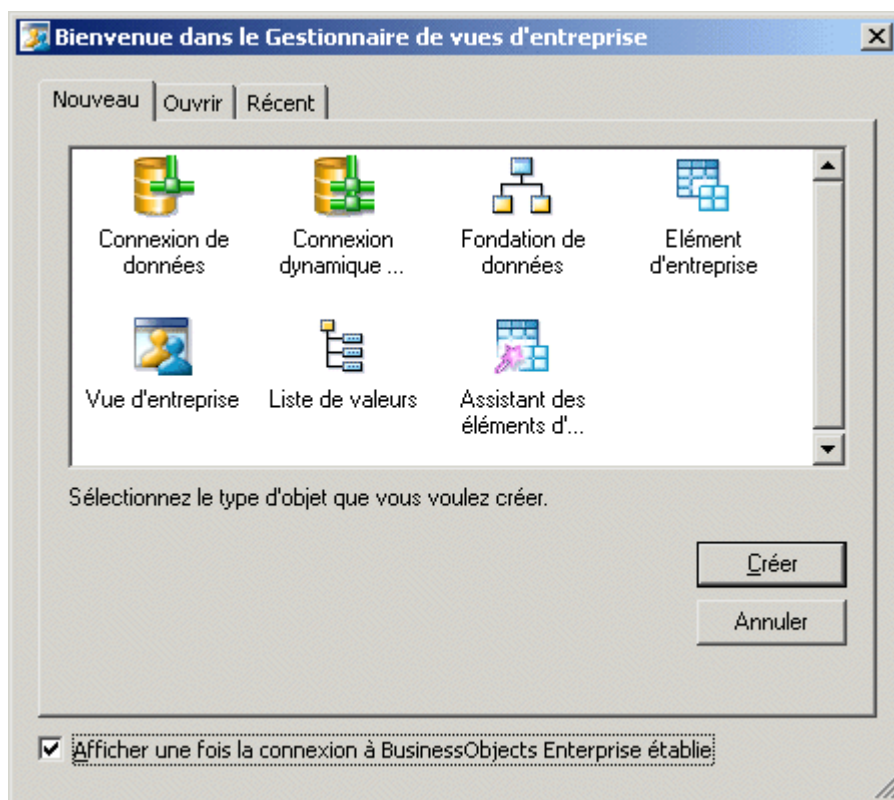 Bienvenue dans le Gestionnaire de vues d'entreprise
Nouveau
Ouvrir
Récent
Connexion de
données
Connexion
dynamique ...
Fondation de
données
Elément
d'entreprise
Vue d'entreprise
Liste de valeurs
Assistant des
éléments d'...
Sélectionnez le type d'objet que vous voulez créer.
Créer
Annuler
Afficher une fois la connexion à BusinessObjects Enterprise établie